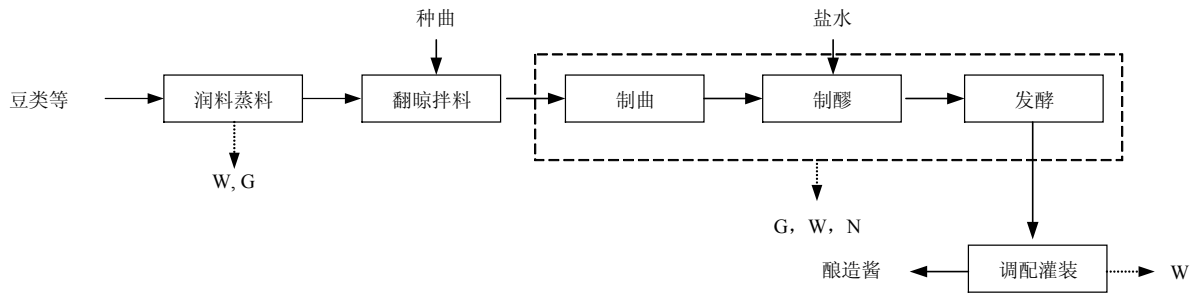 种曲
盐水
豆类等
润料蒸料
翻晾拌料
制曲
制醪
发酵
W, G
G，W，N
酿造酱
调配灌装
W